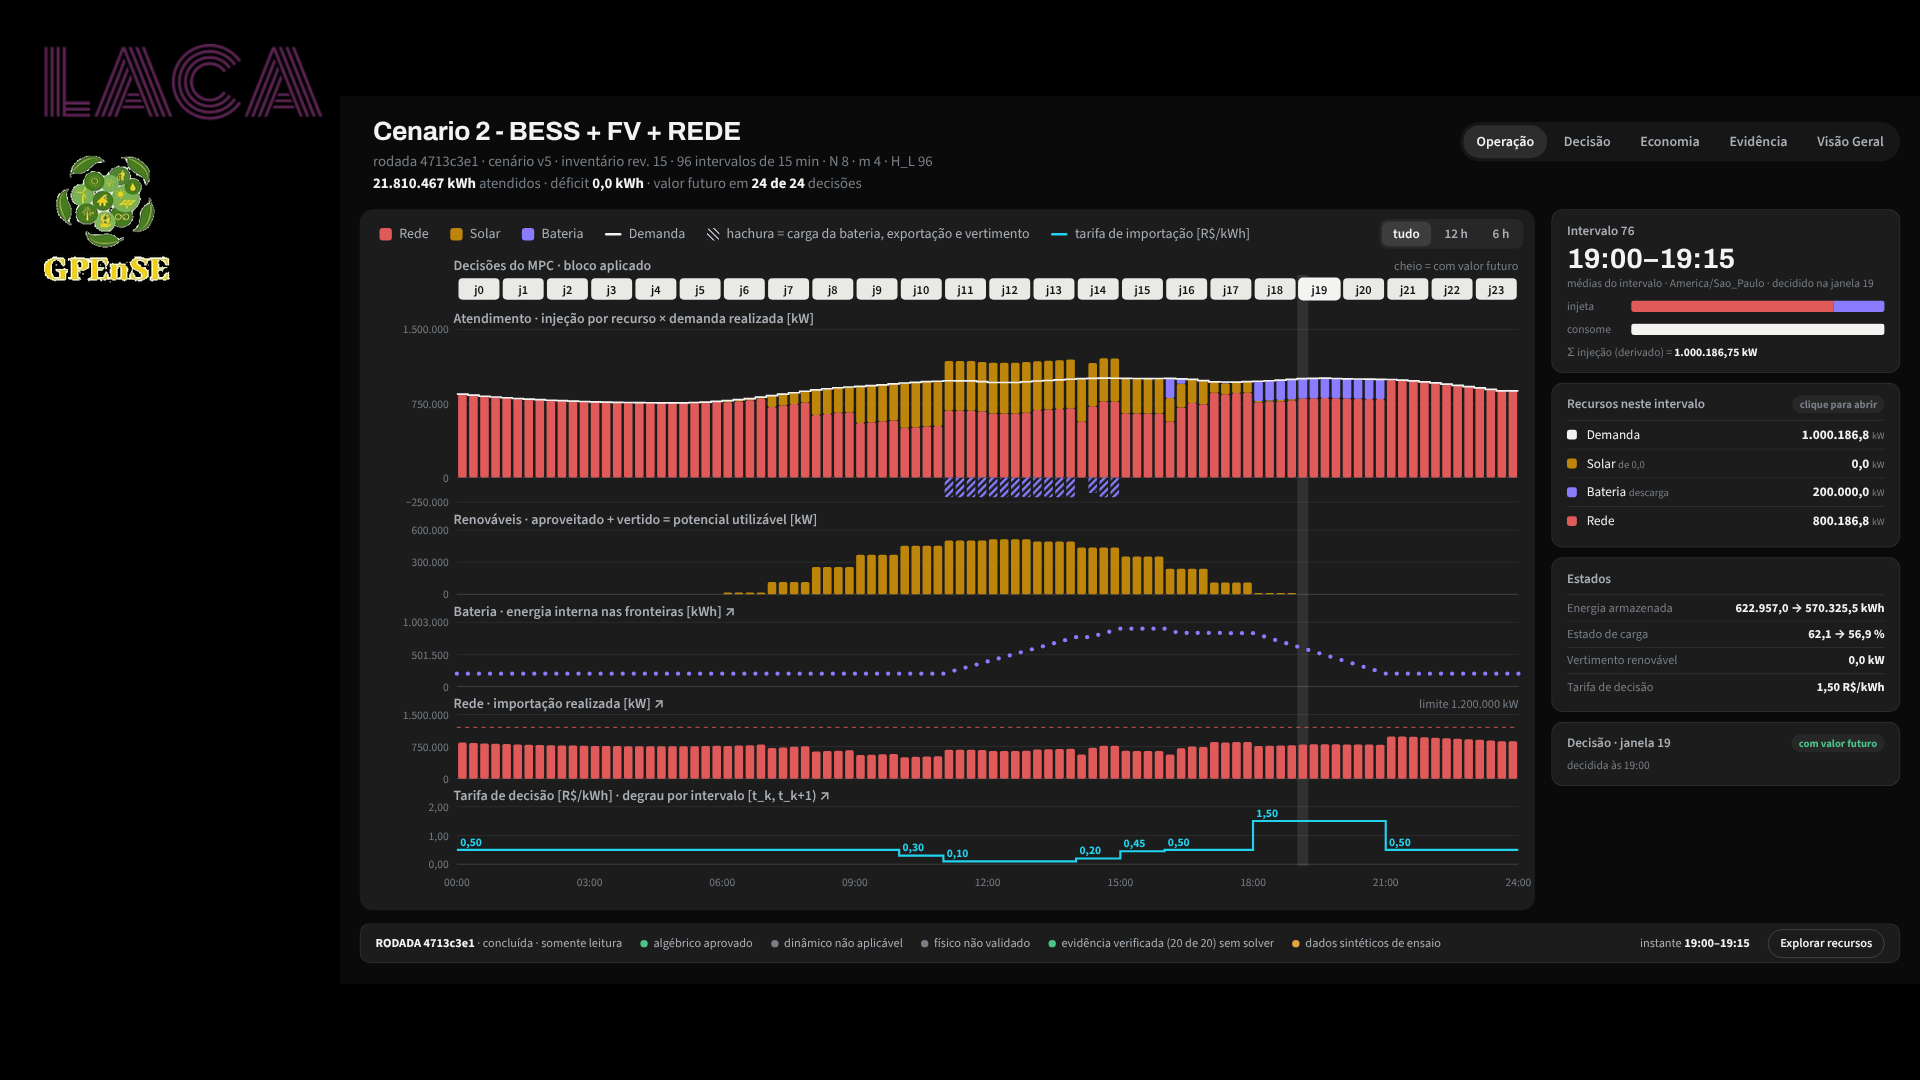 LACA
GPEnSE
Cenario 2 - BESS + FV + REDE
rodada 4713c3e1 · cenário v5 · inventário rev. 15 · 96 intervalos de 15 min · N 8 · m 4 · H_L 96
21.810.467 kWh atendidos · déficit 0,0 kWh · valor futuro em 24 de 24 decisões
Operação Decisão Economia Evidência Visão Geral
Rede Solar Bateria Demanda hachura = carga da bateria, exportação e vertimento tarifa de importação [R$/kWh]
tudo 12 h 6 h
Decisões do MPC · bloco aplicado
cheio = com valor futuro
j0 j1 j2 j3 j4 j5 j6 j7 j8 j9 j10 j11 j12 j13 j14 j15 j16 j17 j18 j19 j20 j21 j22 j23
Atendimento · injeção por recurso × demanda realizada [kW]
1.500.000
750.000
0
−250.000
Renováveis · aproveitado + vertido = potencial utilizável [kW]
600.000
300.000
0
Bateria · energia interna nas fronteiras [kWh] ↗
1.003.000
501.500
0
Rede · importação realizada [kW] ↗
limite 1.200.000 kW
1.500.000
750.000
0
Tarifa de decisão [R$/kWh] · degrau por intervalo [t_k, t_k+1) ↗
2,00
1,00
0,00
0,50 0,30 0,10 0,20 0,45 0,50 1,50 0,50
00:00 03:00 06:00 09:00 12:00 15:00 18:00 21:00 24:00
Intervalo 76
19:00–19:15
médias do intervalo · America/Sao_Paulo · decidido na janela 19
injeta
consome
Σ injeção (derivado) = 1.000.186,75 kW
Recursos neste intervalo
clique para abrir
Demanda 1.000.186,8 kW
Solar de 0,0 0,0 kW
Bateria descarga 200.000,0 kW
Rede 800.186,8 kW
Estados
Energia armazenada 622.957,0 → 570.325,5 kWh
Estado de carga 62,1 → 56,9 %
Vertimento renovável 0,0 kW
Tarifa de decisão 1,50 R$/kWh
Decisão · janela 19
com valor futuro
decidida às 19:00
RODADA 4713c3e1 · concluída · somente leitura algébrico aprovado dinâmico não aplicável físico não validado evidência verificada (20 de 20) sem solver dados sintéticos de ensaio
instante 19:00–19:15 Explorar recursos